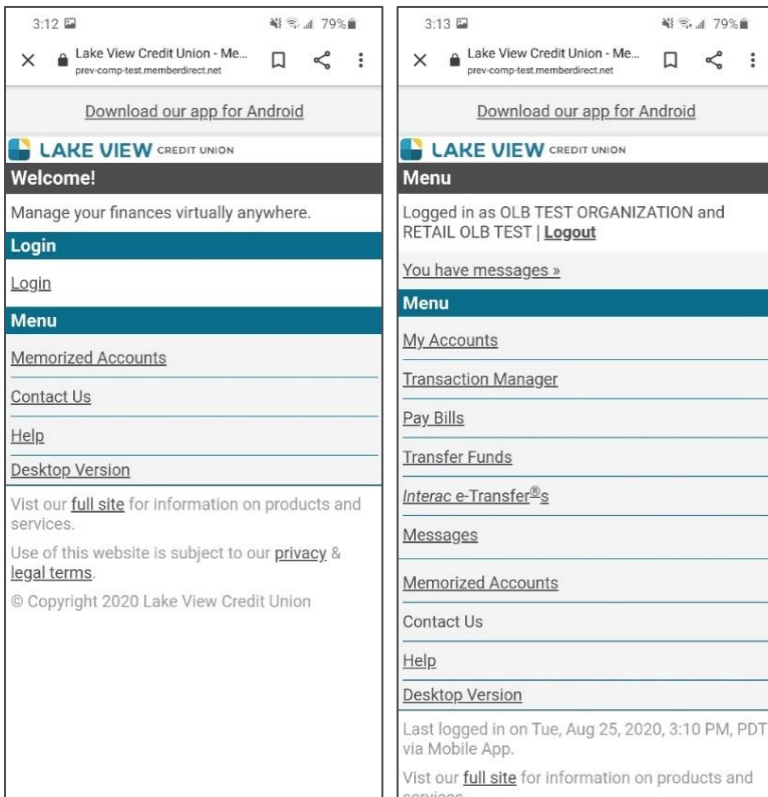 3:12
79%
Lake View Credit Union - Me...
prev-comp-test.memberdirect.net
Download our app for Android
LAKE VIEW CREDIT UNION
Welcome!
Manage your finances virtually anywhere.
Login
Login
Menu
Memorized Accounts
Contact Us
Help
Desktop Version
Vist our full site for information on products and
services.
Use of this website is subject to our privacy &
legal terms.
© Copyright 2020 Lake View Credit Union
3:13
79%
Lake View Credit Union - Me...
prev-comp-test.memberdirect.net
Download our app for Android
LAKE VIEW CREDIT UNION
Menu
Logged in as OLB TEST ORGANIZATION and
RETAIL OLB TEST | Logout
You have messages »
Menu
My Accounts
Transaction Manager
Pay Bills
Transfer Funds
Interac e-Transfer®s
Messages
Memorized Accounts
Contact Us
Help
Desktop Version
Last logged in on Tue, Aug 25, 2020, 3:10 PM, PDT
via Mobile App.
Vist our full site for information on products and
services.